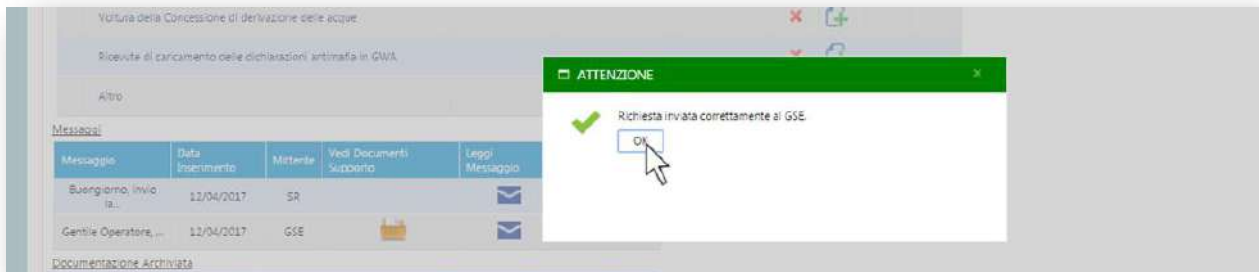 Voltura della Concessione di derivazione delle acque
Ricevute di caricamento delle dichiarazioni antimafia in GWA
Altro
ATTENZIONE
Richiesta inviata correttamente al GSE.
OK
Messaggi
Messaggio Data Inserimento Mittente Vedi Documenti Supporto Leggi Messaggio
Buongiorno, invio la... 12/04/2017 SR
Gentile Operatore, ... 12/04/2017 GSE
Documentazione Archiviata